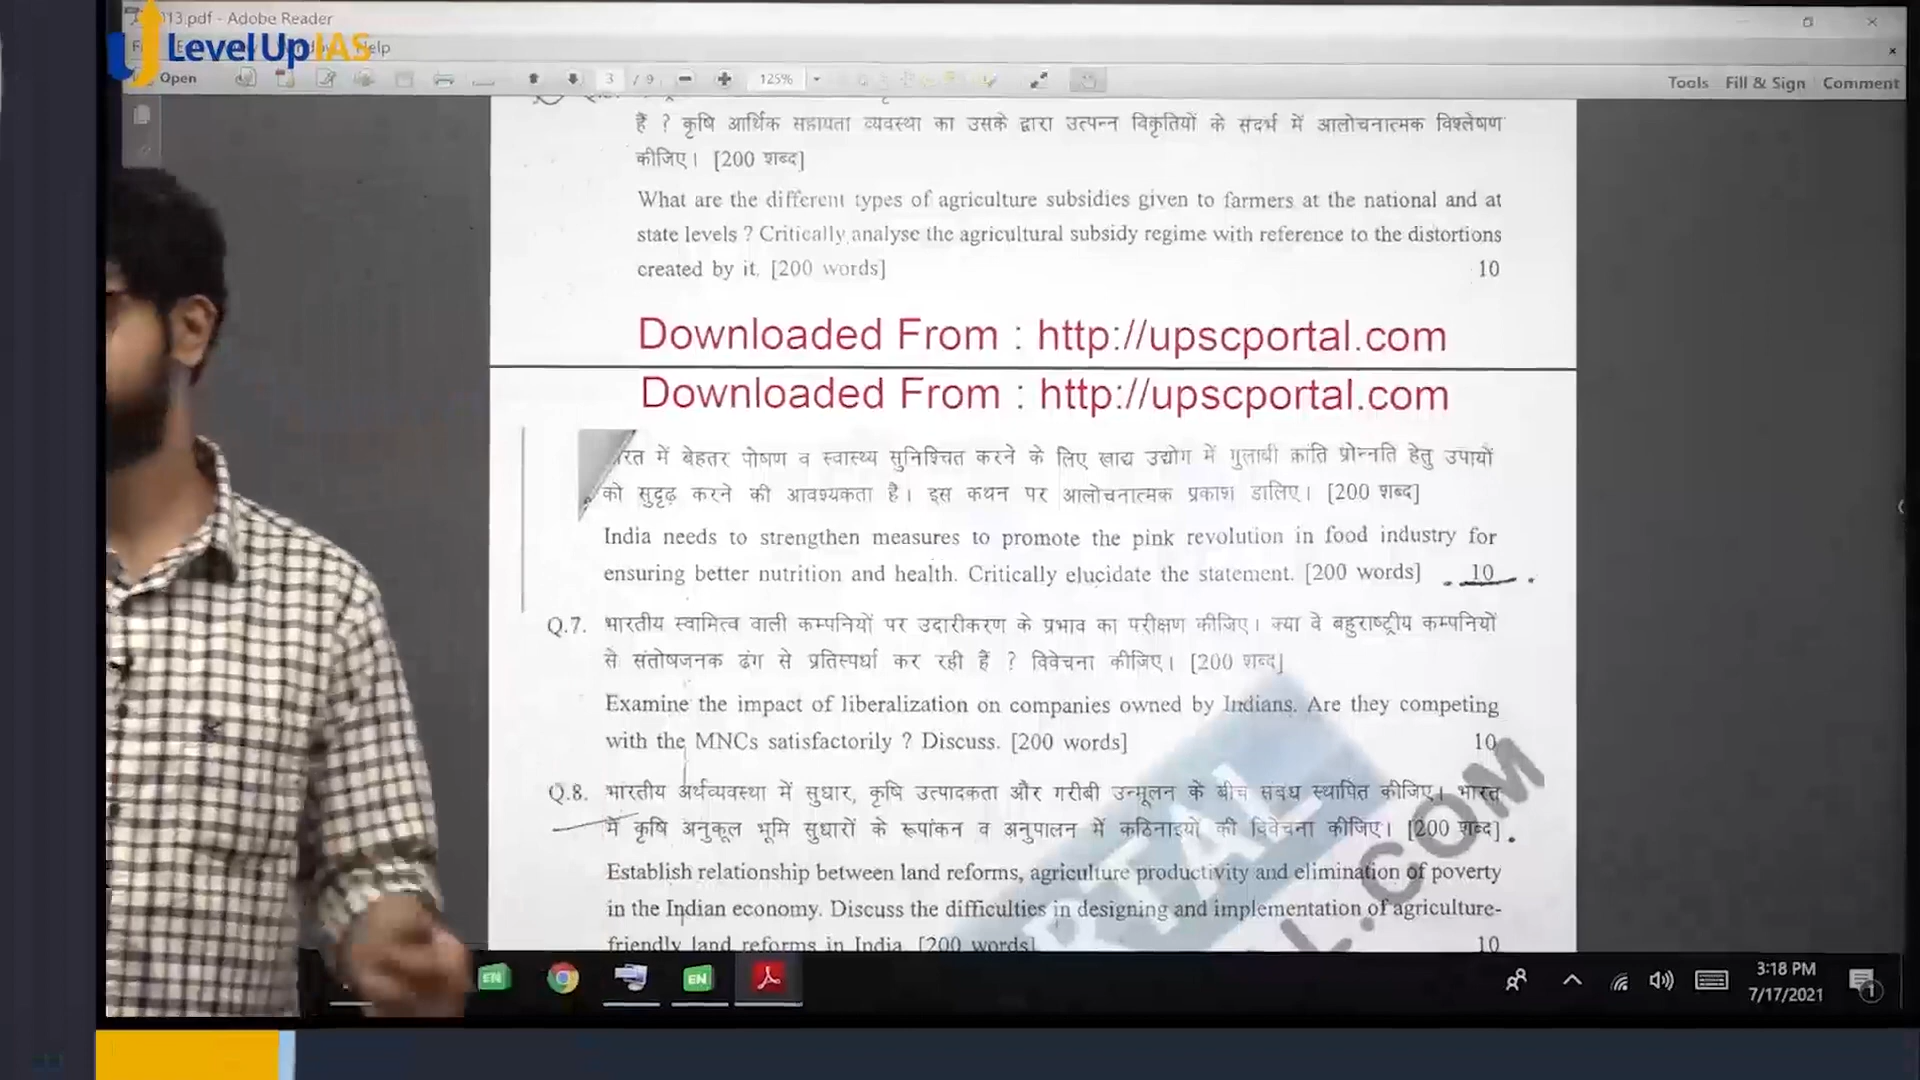 13.pdf - Adobe Reader
LevelUp IAS
Help
Open
3 / 9
125%
Tools Fill & Sign Comment
हैं ? कृषि आर्थिक सहायता व्यवस्था का उसके द्वारा उत्पन्न विकृतियों के संदर्भ में आलोचनात्मक विश्लेषण
कीजिए। [200 शब्द]
What are the different types of agriculture subsidies given to farmers at the national and at
state levels ? Critically analyse the agricultural subsidy regime with reference to the distortions
created by it. [200 words] 10
Downloaded From : http://upscportal.com
Downloaded From : http://upscportal.com
में बेहतर पोषण व स्वास्थ्य सुनिश्चित करने के लिए खाद्य उद्योग में गुलाबी क्रांति प्रोन्नति हेतु उपायों
को सुदृढ़ करने की आवश्यकता है। इस कथन पर आलोचनात्मक प्रकाश डालिए। [200 शब्द]
India needs to strengthen measures to promote the pink revolution in food industry for
ensuring better nutrition and health. Critically elucidate the statement. [200 words] 10
Q.7. भारतीय स्वामित्व वाली कम्पनियों पर उदारीकरण के प्रभाव का परीक्षण कीजिए। क्या वे बहुराष्ट्रीय कम्पनियों
से संतोषजनक ढंग से प्रतिस्पर्धा कर रही हैं ? विवेचना कीजिए। [200 शब्द]
Examine the impact of liberalization on companies owned by Indians. Are they competing
with the MNCs satisfactorily ? Discuss. [200 words] 10
Q.8. भारतीय अर्थव्यवस्था में सुधार, कृषि उत्पादकता और गरीबी उन्मूलन के बीच संबंध स्थापित कीजिए। भारत
में कृषि अनुकूल भूमि सुधारों के रूपांकन व अनुपालन में कठिनाइयों की विवेचना कीजिए। [200 शब्द]
Establish relationship between land reforms, agriculture productivity and elimination of poverty
in the Indian economy. Discuss the difficulties in designing and implementation of agriculture-
friendly land reforms in India. [200 words] 10
EN
EN
3:18 PM
7/17/2021
1